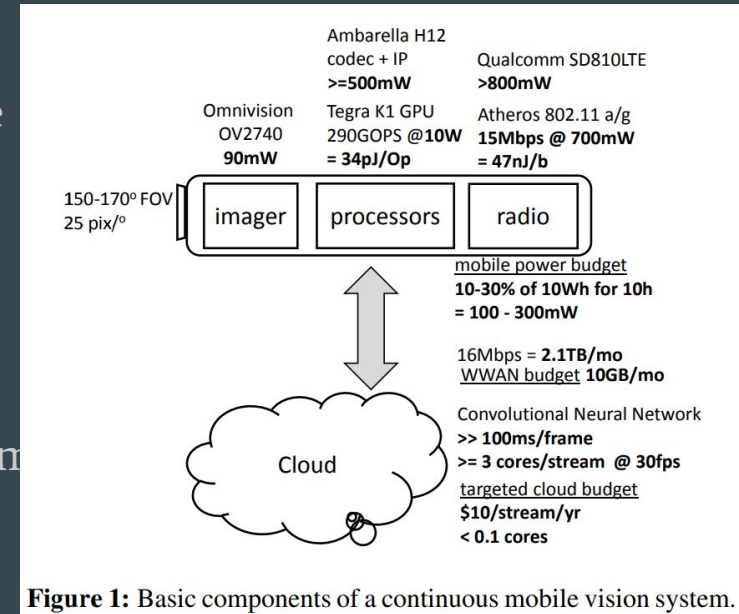 Ambarella H12
codec + IP
>=500mW
Qualcomm SD810LTE
>800mW
Omnivision
OV2740
90mW
Tegra K1 GPU
290GOPS @10W
= 34pJ/Op
Atheros 802.11 a/g
15Mbps @ 700mW
= 47nJ/b
150-170º FOV
25 pix/º
imager
processors
radio
mobile power budget
10-30% of 10Wh for 10h
= 100 - 300mW
16Mbps = 2.1TB/mo
WWAN budget 10GB/mo
Convolutional Neural Network
>> 100ms/frame
>= 3 cores/stream @ 30fps
Cloud
targeted cloud budget
$10/stream/yr
< 0.1 cores
Figure 1: Basic components of a continuous mobile vision system.